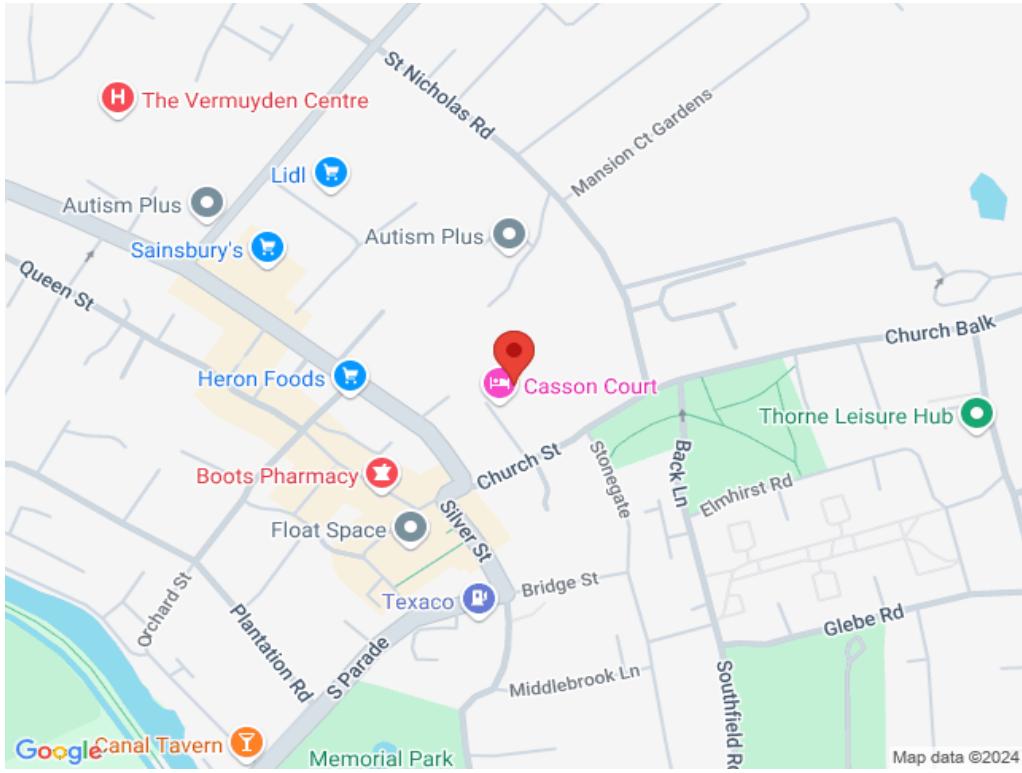 St Nicholas Rd
H
The Vermuyden Centre
Mansion Ct Gardens
Lidl
Autism Plus
Autism Plus
Sainsbury's
Queen St
Church Balk
Heron Foods
Casson Court
Thorne Leisure Hub
Back Ln
Church St
Stonegate
Boots Pharmacy
Elmhirst Rd
Silver St
Float Space
Bridge St
Texaco
Orchard St
Glebe Rd
Plantation Rd
S Parade
Middlebrook Ln
Canal Tavern
Memorial Park
Google
Map data ©2024